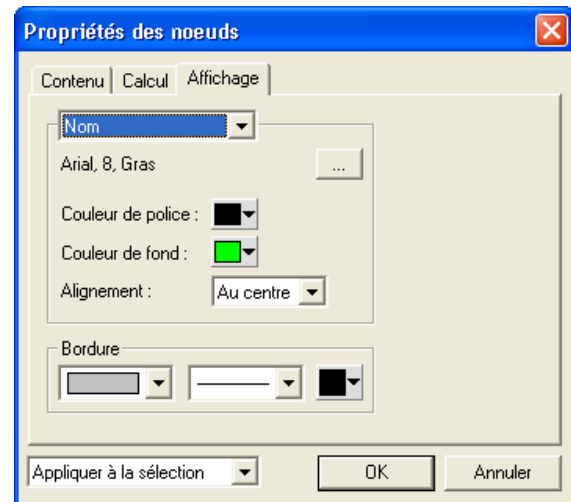 Propriétés des noeuds
Contenu Calcul Affichage
Nom
Arial, 8, Gras ...
Couleur de police :
Couleur de fond :
Alignement : Au centre
Bordure
Appliquer à la sélection OK Annuler